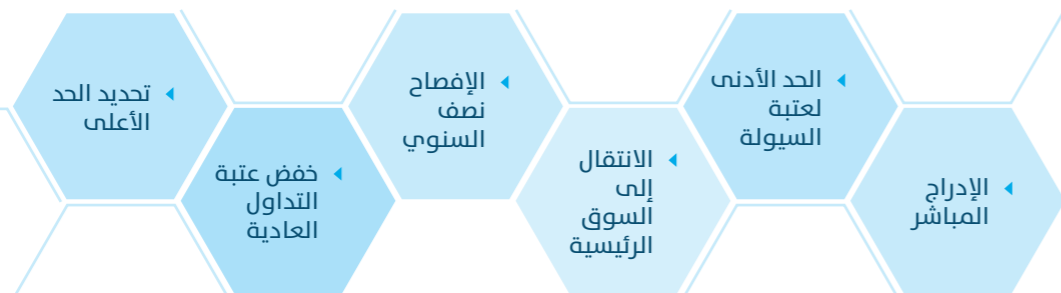 الإدراج
المباشر
الحد الأدنى
لعتبة
السيولة
الانتقال
إلى
السوق
الرئيسية
الإفصاح
نصف
السنوي
خفض عتبة
التداول
العادية
تحديد الحد
الأعلى